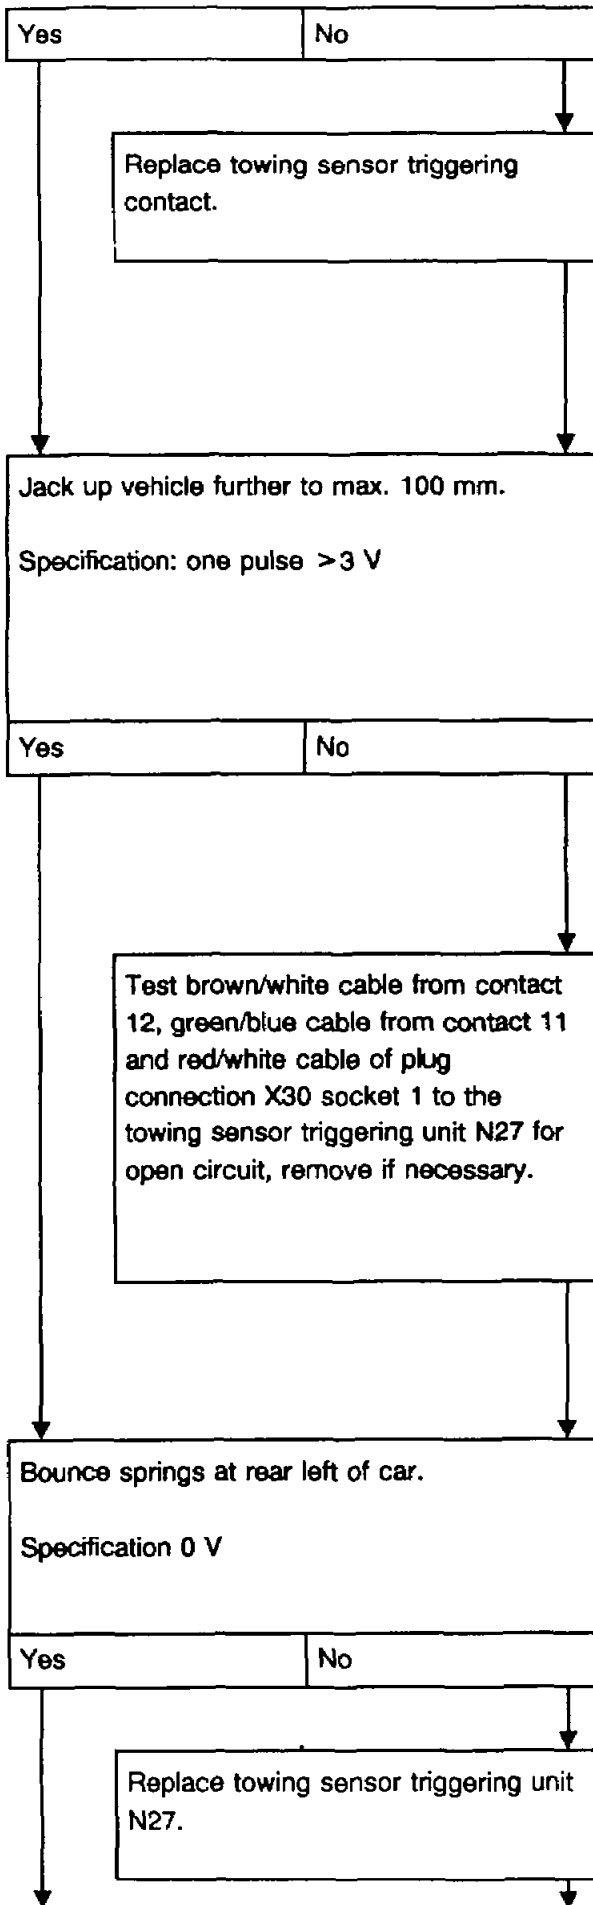 Yes
No
Replace towing sensor triggering
contact.
Jack up vehicle further to max. 100 mm.
Specification: one pulse >3 V
Yes
No
Test brown/white cable from contact
12, green/blue cable from contact 11
and red/white cable of plug
connection X30 socket 1 to the
towing sensor triggering unit N27 for
open circuit, remove if necessary.
Bounce springs at rear left of car.
Specification 0 V
Yes
No
Replace towing sensor triggering unit
N27.